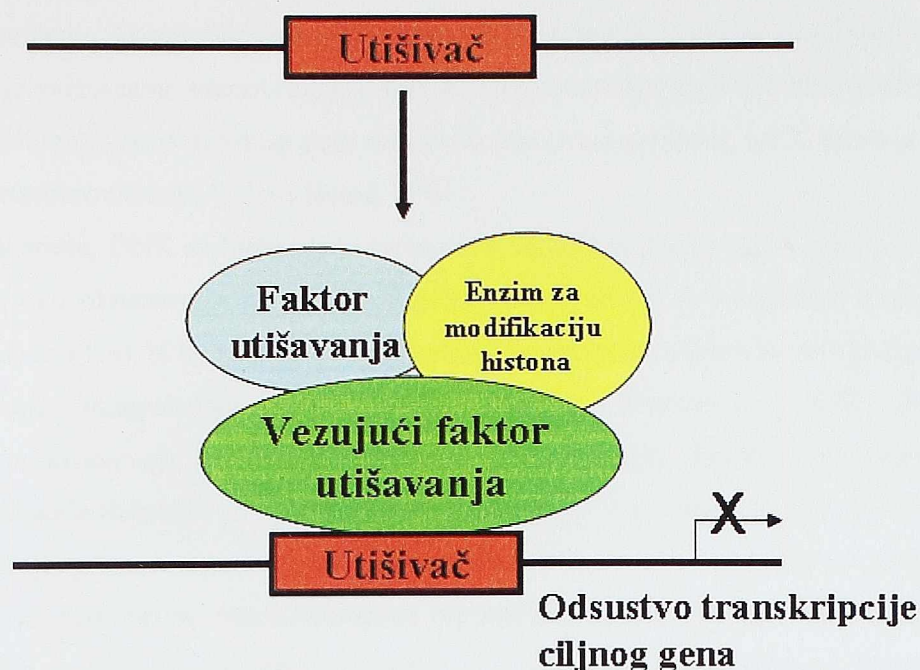 Utišivač
Faktor
utišavanja
Enzim za
modifikaciju
histona
Vezujući faktor
utišavanja
X
Utišivač
Odsustvo transkripcije
ciljnog gena